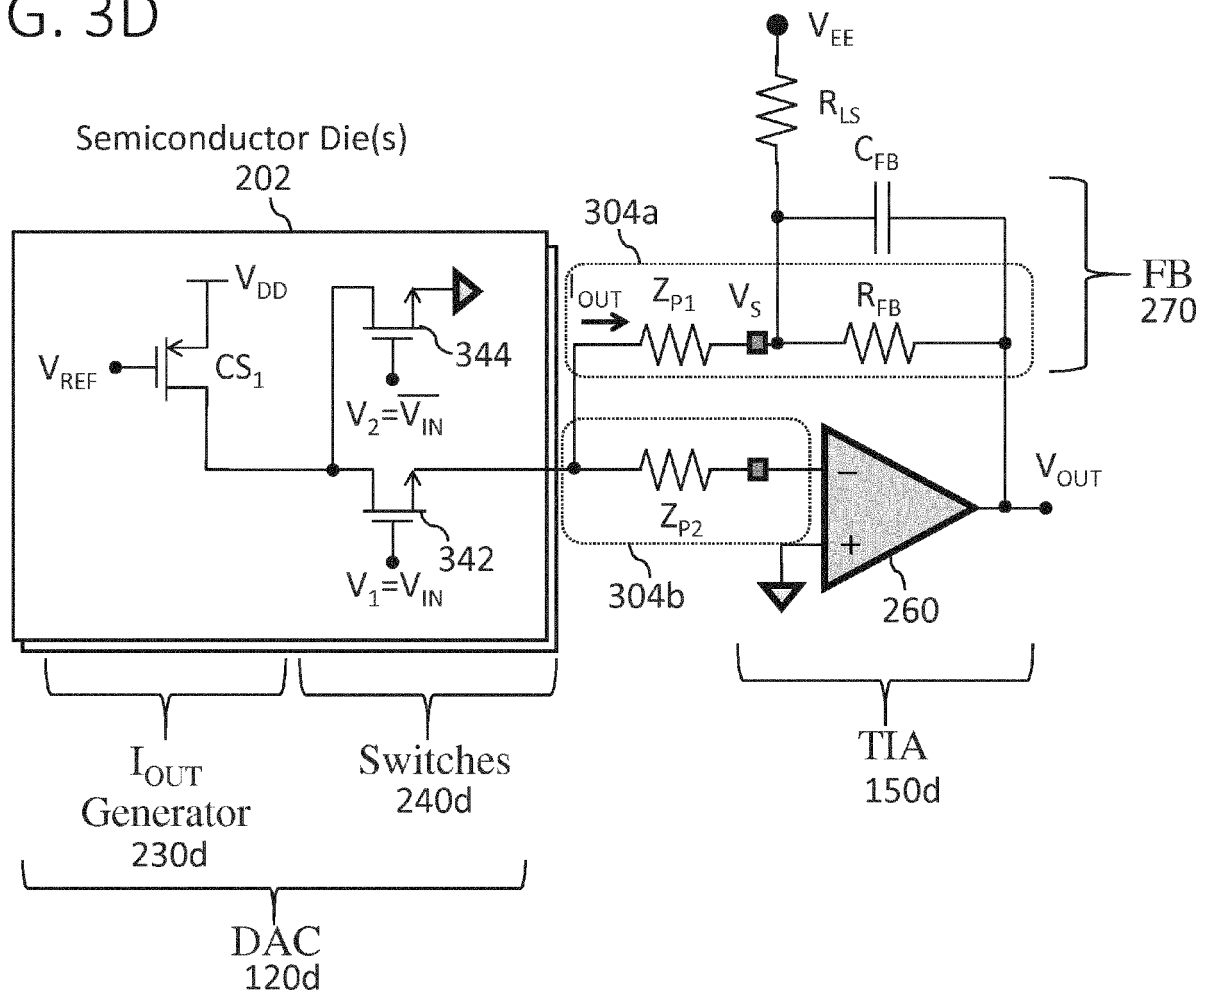 G. 3D
V_EE
R_LS
Semiconductor Die(s)
202
C_FB
304a
V_DD
I_OUT
Z_P1
V_S
R_FB
FB
270
V_REF
CS_1
344
V_2=V̅_I̅N̅
V_OUT
−
+
Z_P2
342
V_1=V_IN
304b
260
I_OUT
Generator
230d
Switches
240d
TIA
150d
DAC
120d